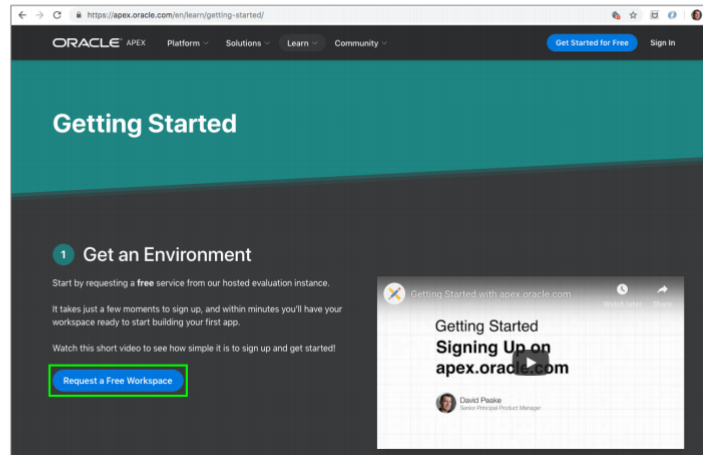 https://apex.oracle.com/en/learn/getting-started/
ORACLE APEX Platform Solutions Learn Community Get Started for Free Sign In
Getting Started
1 Get an Environment
Start by requesting a free service from our hosted evaluation instance.
It takes just a few moments to sign up, and within minutes you'll have your
workspace ready to start building your first app.
Watch this short video to see how simple it is to sign up and get started!
Request a Free Workspace
Getting Started with apex.oracle.com
Watch later Share
Getting Started
Signing Up on
apex.oracle.com
David Peake
Senior Principal Product Manager